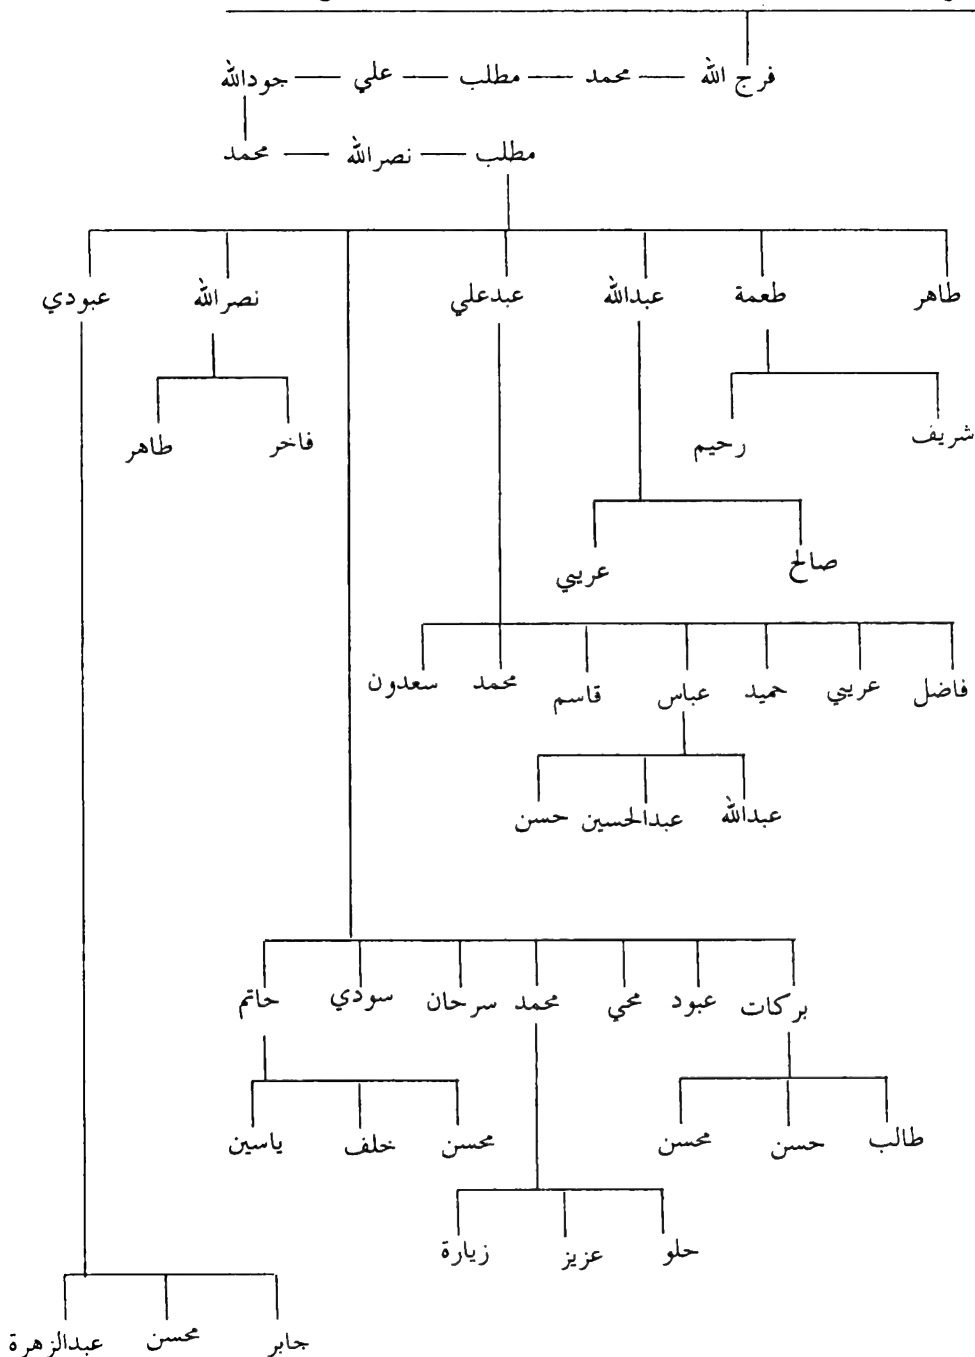 فرج الله — محمد — مطلب — علي — جودالله
مطلب — نصرالله — محمد
طاهر طعمة عبدالله عبدعلي نصرالله عبودي
شريف رحيم فاخر طاهر
صالح عريبي
فاضل عريبي حميد عباس قاسم محمد سعدون
عبدالله عبدالحسين حسن
بركات عبود محي محمد سرحان سودي حاتم
طالب حسن محسن محسن خلف ياسين
حلو عزيز زيارة
جابر محسن عبدالزهرة